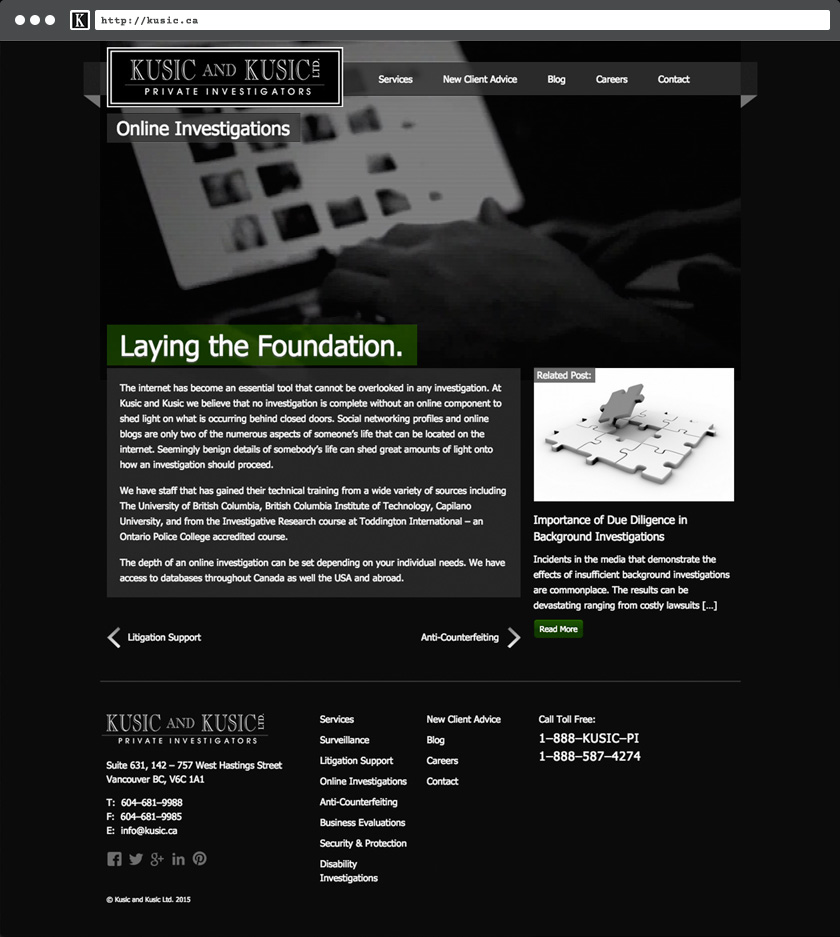 K
http://kusic.ca
KUSIC AND KUSIC LTD.
PRIVATE INVESTIGATORS
Services
New Client Advice
Blog
Careers
Contact
Online Investigations
Laying the Foundation.
The internet has become an essential tool that cannot be overlooked in any investigation. At
Kusic and Kusic we believe that no investigation is complete without an online component to
shed light on what is occurring behind closed doors. Social networking profiles and online
blogs are only two of the numerous aspects of someone's life that can be located on the
internet. Seemingly benign details of somebody's life can shed great amounts of light onto
how an investigation should proceed.
We have staff that has gained their technical training from a wide variety of sources including
The University of British Columbia, British Columbia Institute of Technology, Capilano
University, and from the Investigative Research course at Toddington International – an
Ontario Police College accredited course.
The depth of an online investigation can be set depending on your individual needs. We have
access to databases throughout Canada as well the USA and abroad.
Related Post:
Importance of Due Diligence in
Background Investigations
Incidents in the media that demonstrate the
effects of insufficient background investigations
are commonplace. The results can be
devastating ranging from costly lawsuits [...]
Read More
Litigation Support
Anti-Counterfeiting
KUSIC AND KUSIC LTD.
PRIVATE INVESTIGATORS
Suite 631, 142 – 757 West Hastings Street
Vancouver BC, V6C 1A1
T: 604–681–9988
F: 604–681–9985
E: info@kusic.ca
© Kusic and Kusic Ltd. 2015
Services
Surveillance
Litigation Support
Online Investigations
Anti-Counterfeiting
Business Evaluations
Security & Protection
Disability
Investigations
New Client Advice
Blog
Careers
Contact
Call Toll Free:
1–888–KUSIC–PI
1–888–587–4274